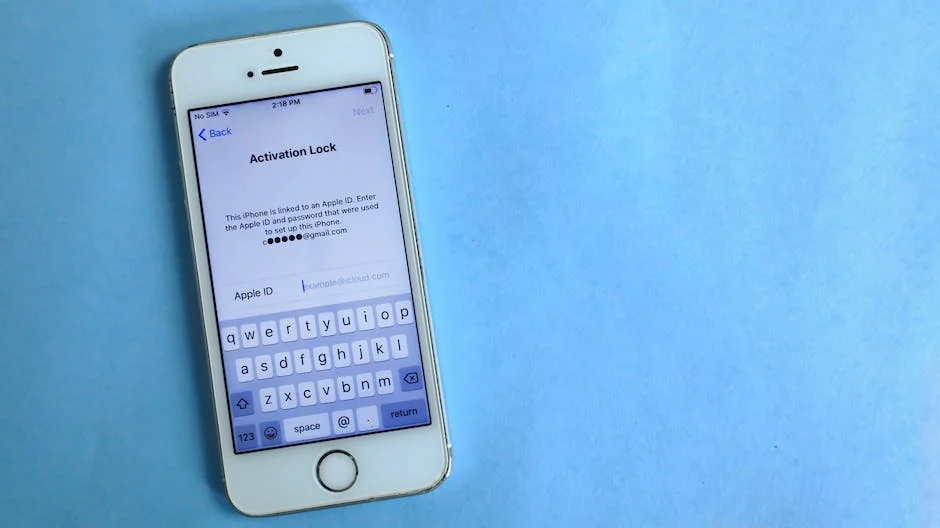 No SIM 2:18 PM
Back Next
Activation Lock
This iPhone is linked to an Apple ID. Enter
the Apple ID and password that were used
to set up this iPhone.
c●●●●●@gmail.com
Apple ID example@icloud.com
q w e r t y u i o p
a s d f g h j k l
z x c v b n m
123 space @ . return